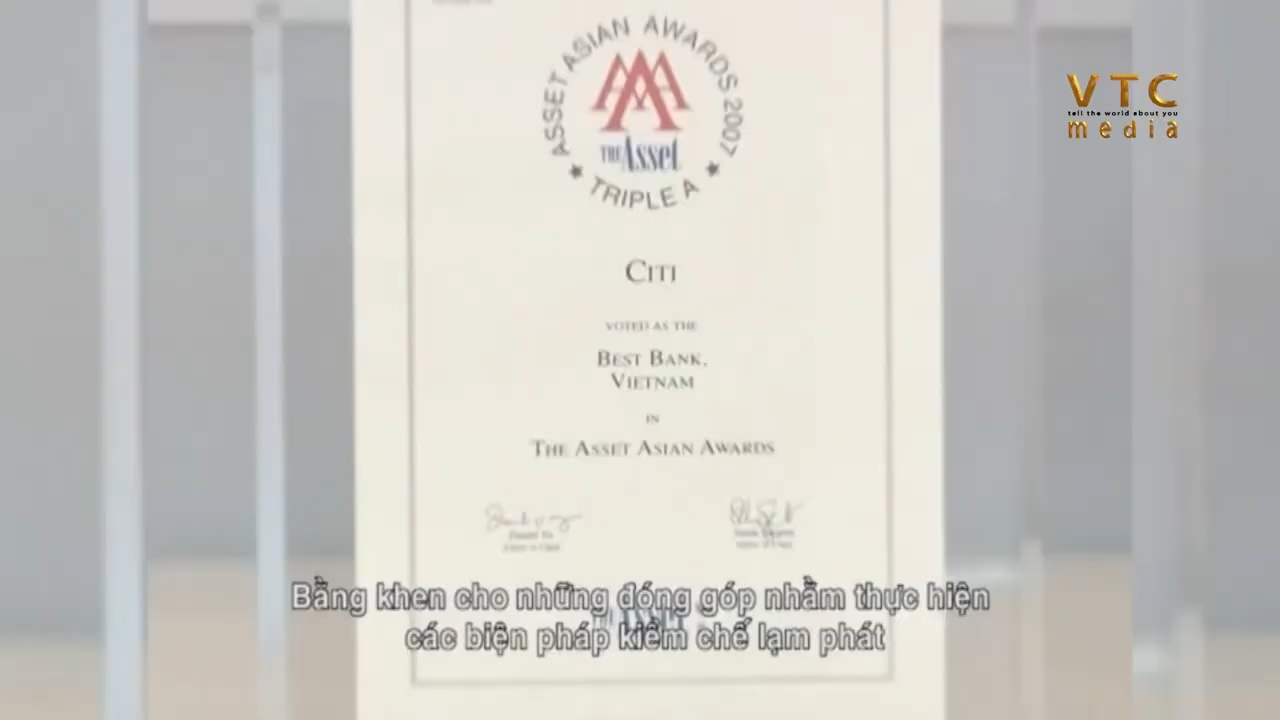 ASSET ASIAN AWARDS 2007
THE Asset
★ TRIPLE A ★
VTC
tell the world about you
media
CITI
VOTED AS THE
BEST BANK,
VIETNAM
IN
THE ASSET ASIAN AWARDS
Bằng khen cho những đóng góp nhằm thực hiện
các biện pháp kiềm chế lạm phát